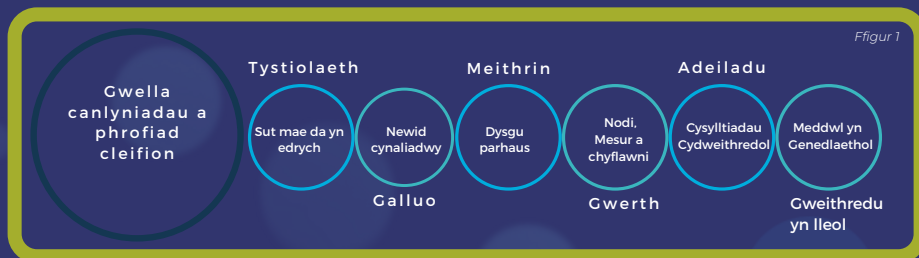 Ffigur 1
Gwella
canlyniadau a
phrofiad
cleifion
Tystiolaeth
Sut mae da yn
edrych
Newid
cynaliadwy
Galluo
Meithrin
Dysgu
parhaus
Nodi,
Mesur a
chyflawni
Gwerth
Adeiladu
Cysylltiadau
Cydweithredol
Meddwl yn
Genedlaethol
Gweithredu
yn lleol